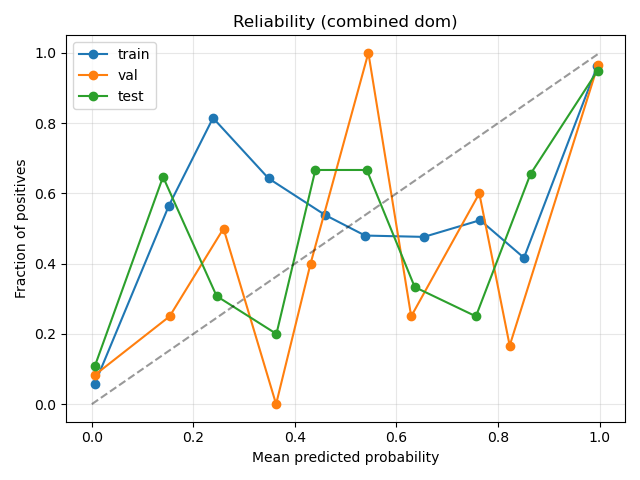 Reliability (combined dom)
train
val
test
Fraction of positives
1.0
0.8
0.6
0.4
0.2
0.0
0.0 0.2 0.4 0.6 0.8 1.0
Mean predicted probability